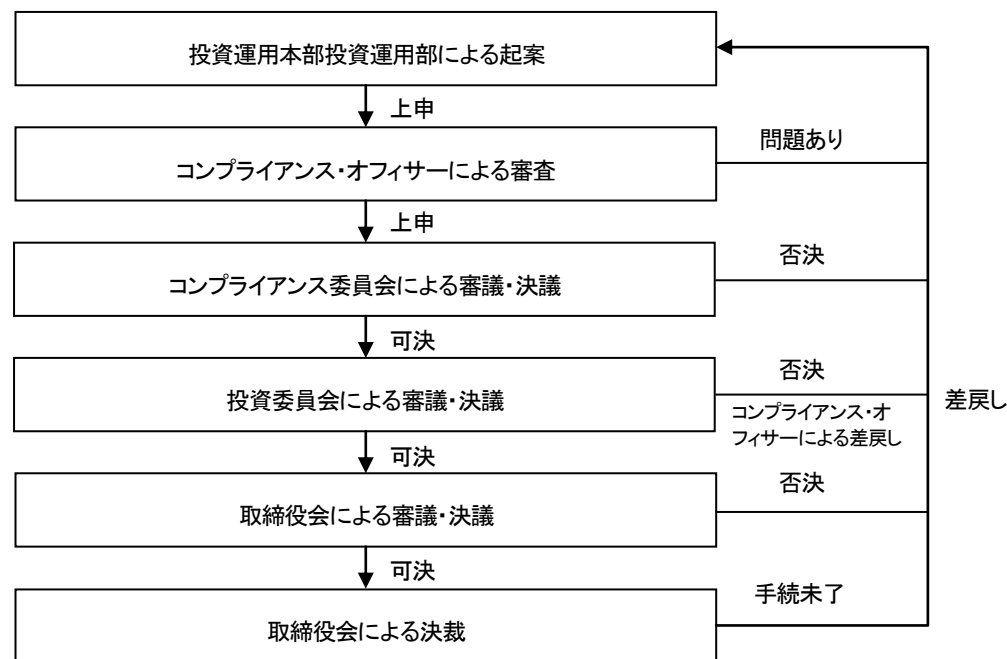 投資運用本部投資運用部による起案
上申
コンプライアンス・オフィサーによる審査
問題あり
上申
コンプライアンス委員会による審議・決議
否決
可決
投資委員会による審議・決議
否決
コンプライアンス・オ
フィサーによる差戻し
差戻し
可決
取締役会による審議・決議
否決
可決
取締役会による決裁
手続未了